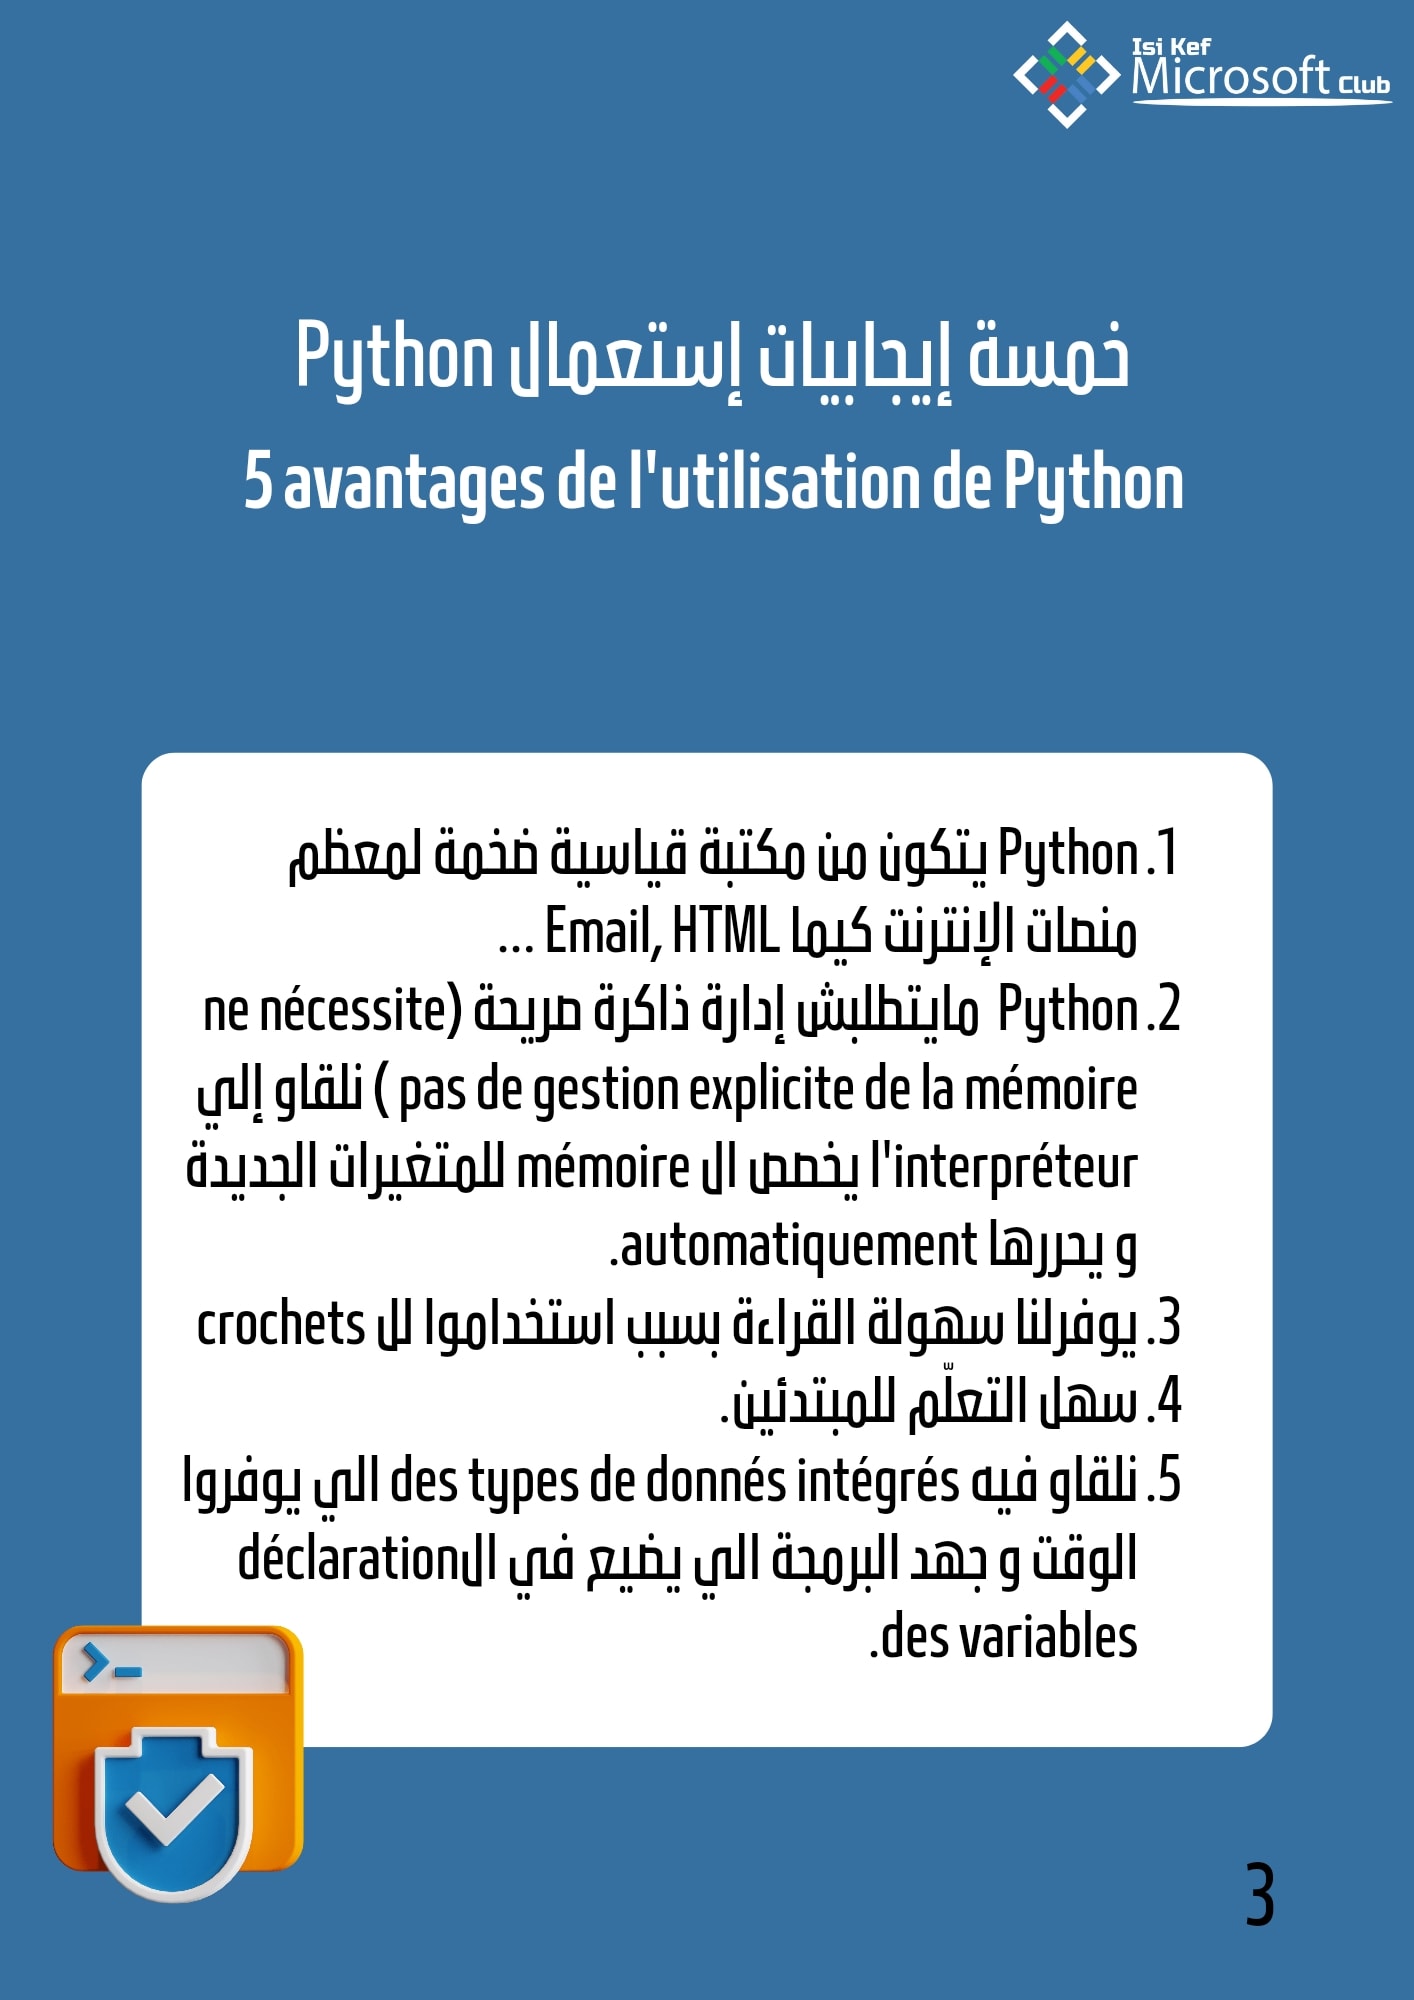 Isi Kef
Microsoft Club
خمسة إيجابيات إستعمال Python
5 avantages de l'utilisation de Python
1. Python يتكون من مكتبة قياسية ضخمة لمعظم
منصات الإنترنت كيما Email, HTML ...
2. Python مايتطلبش إدارة ذاكرة صريحة (ne nécessite
pas de gestion explicite de la mémoire ) نلقاو إلي
l'interpréteur يخصص ال mémoire للمتغيرات الجديدة
و يحررها automatiquement.
3. يوفرلنا سهولة القراءة بسبب استخداموا لل crochets
4. سهل التعلّم للمبتدئين.
5. نلقاو فيه des types de donnés intégrés الي يوفروا
الوقت و جهد البرمجة الي يضيع في الdéclaration
des variables.
3